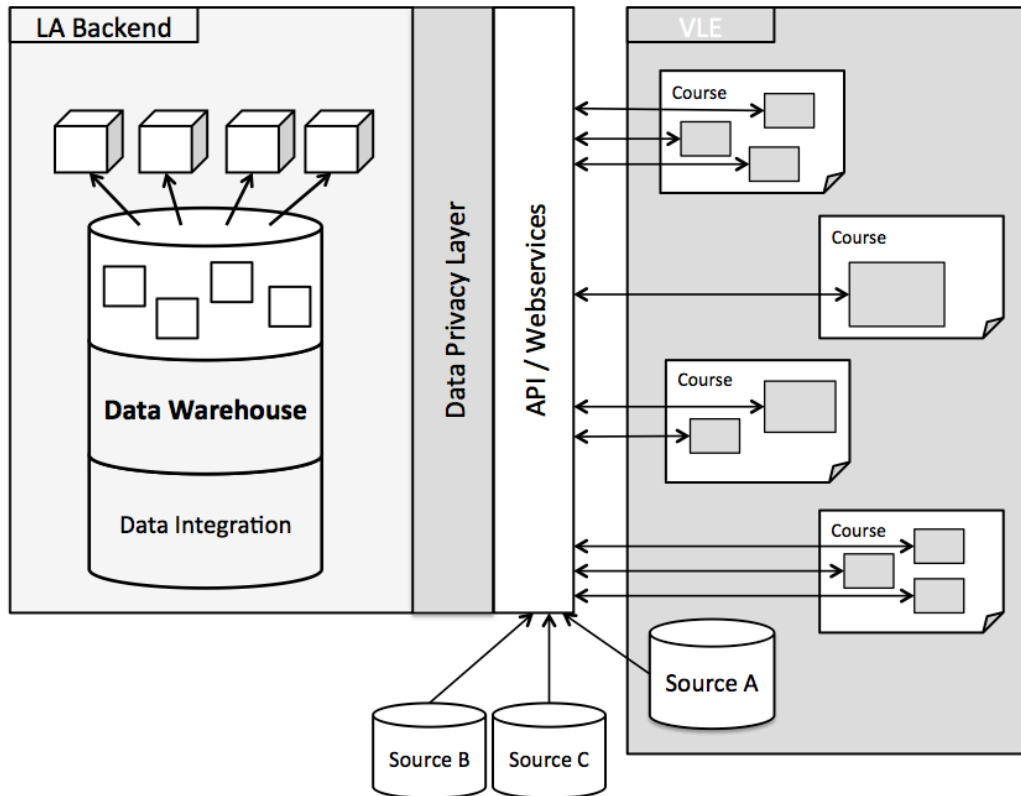 LA Backend
VLE
Course
Course
Course
Course
Data Warehouse
Data Integration
Data Privacy Layer
API / Webservices
Source A
Source B
Source C